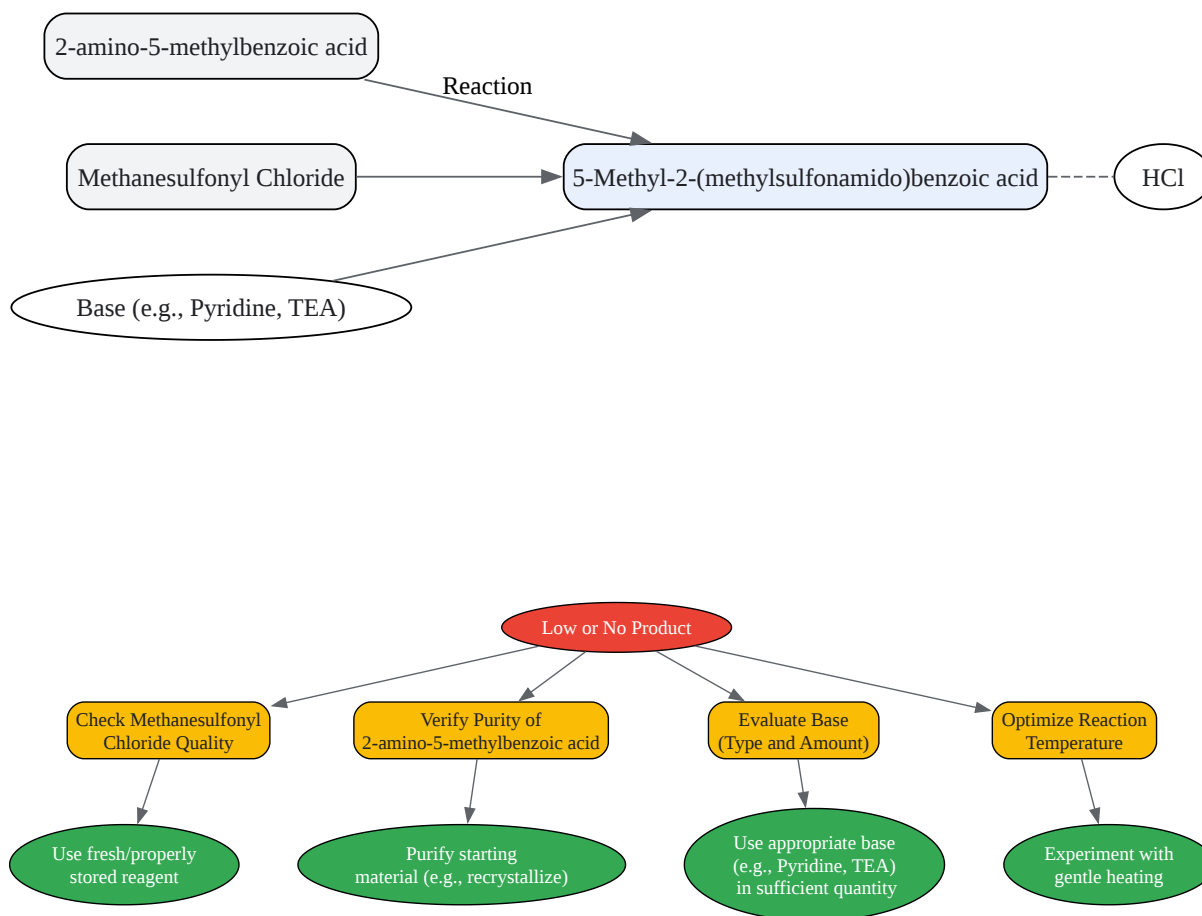 2-amino-5-methylbenzoic acid
Reaction
Methanesulfonyl Chloride
5-Methyl-2-(methylsulfonamido)benzoic acid
HCl
Base (e.g., Pyridine, TEA)
Low or No Product
Check Methanesulfonyl
Chloride Quality
Verify Purity of
2-amino-5-methylbenzoic acid
Evaluate Base
(Type and Amount)
Optimize Reaction
Temperature
Use fresh/properly
stored reagent
Purify starting
material (e.g., recrystallize)
Use appropriate base
(e.g., Pyridine, TEA)
in sufficient quantity
Experiment with
gentle heating